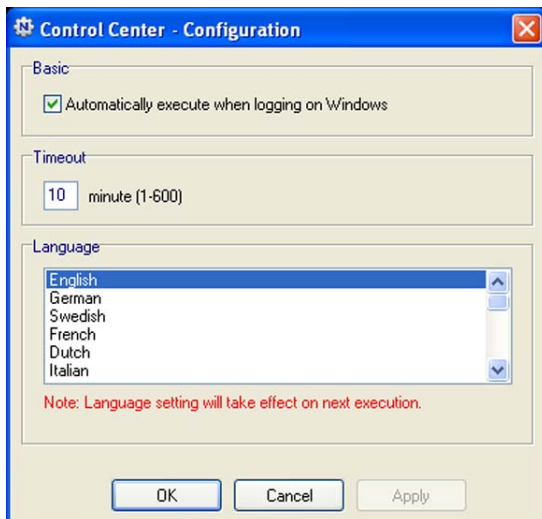 Control Center - Configuration
Basic
Automatically execute when logging on Windows
Timeout
10 minute (1-600)
Language
English
German
Swedish
French
Dutch
Italian
Note: Language setting will take effect on next execution.
OK Cancel Apply